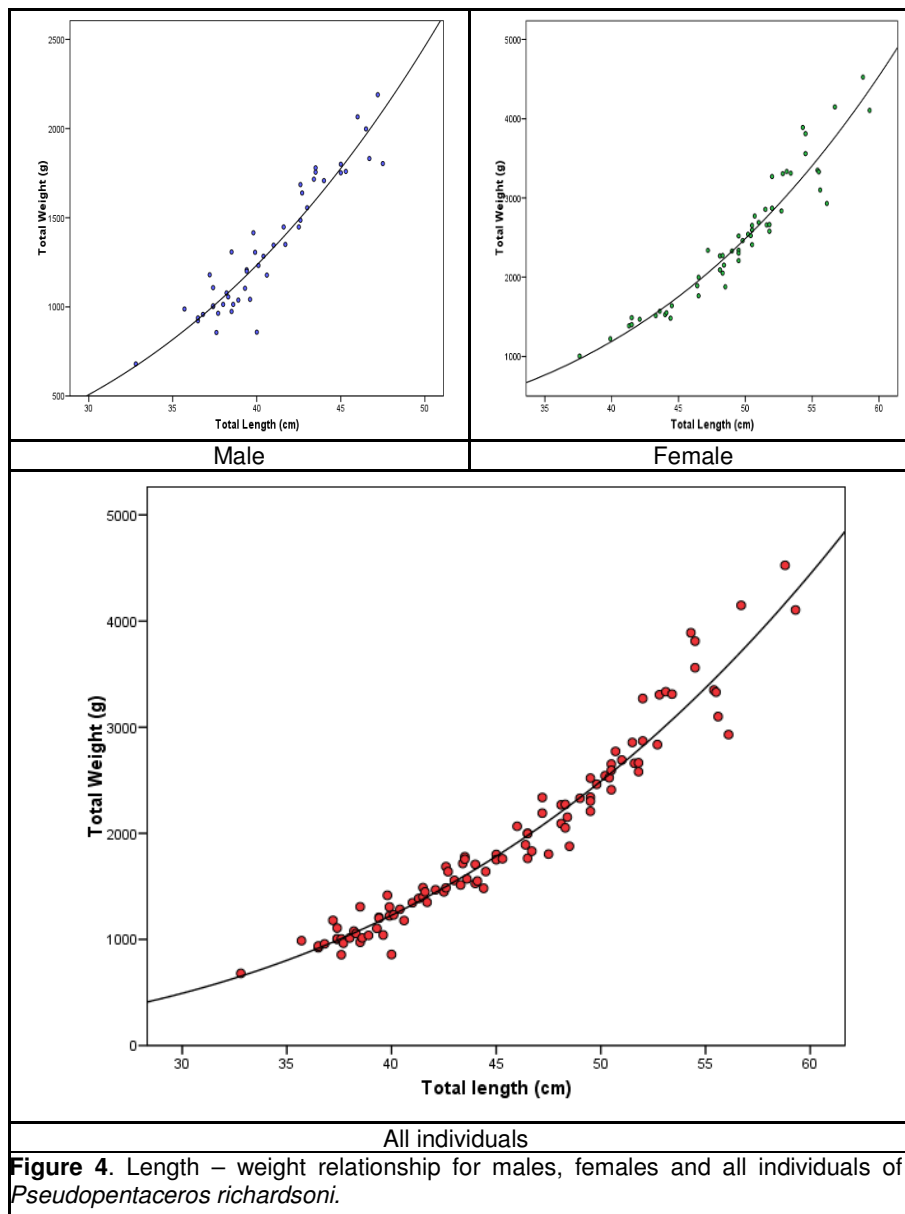 2500
2000
1500
1000
500
Total Weight (g)
30 35 40 45 50
Total Length (cm)
5000
4000
3000
2000
1000
Total Weight (g)
35 40 45 50 55 60
Total Length (cm)
Male
Female
5000
4000
3000
2000
1000
0
Total Weight (g)
30 35 40 45 50 55 60
Total length (cm)
All individuals
Figure 4. Length – weight relationship for males, females and all individuals of
Pseudopentaceros richardsoni.